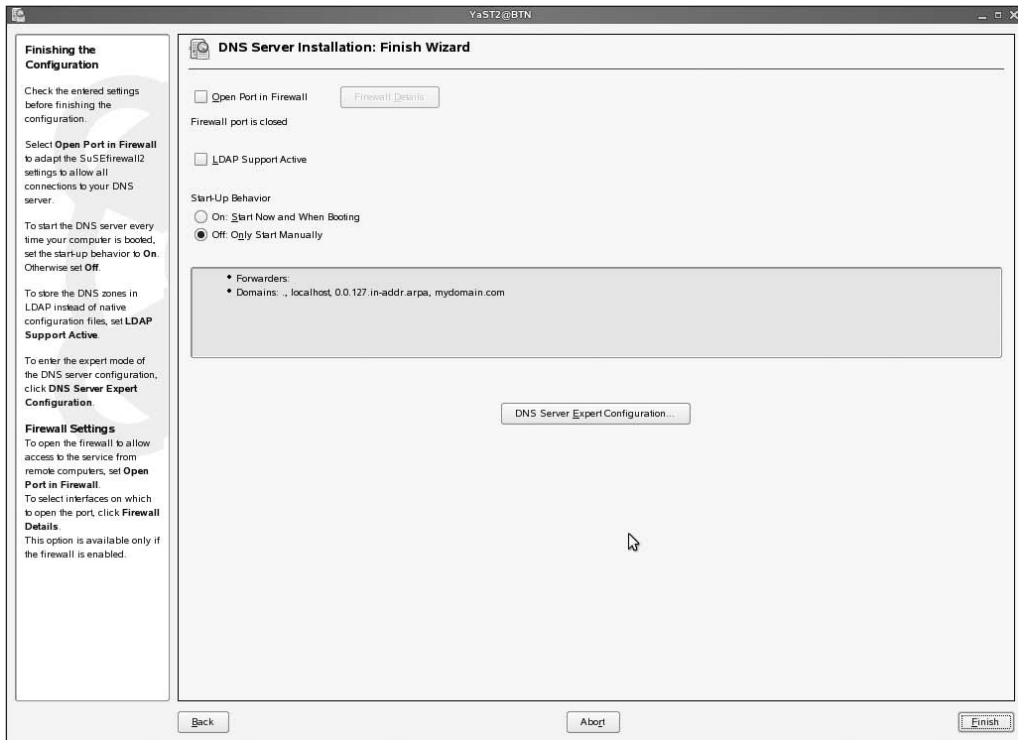 YaST2@BTN
Finishing the
Configuration
Check the entered settings
before finishing the
configuration.
Select Open Port in Firewall
to adapt the SuSEfirewall2
settings to allow all
connections to your DNS
server.
To start the DNS server every
time your computer is booted,
set the start-up behavior to On.
Otherwise set Off.
To store the DNS zones in
LDAP instead of native
configuration files, set LDAP
Support Active.
To enter the expert mode of
the DNS server configuration,
click DNS Server Expert
Configuration.
Firewall Settings
To open the firewall to allow
access to the service from
remote computers, set Open
Port in Firewall.
To select interfaces on which
to open the port, click Firewall
Details.
This option is available only if
the firewall is enabled.
DNS Server Installation: Finish Wizard
Open Port in Firewall
Firewall Details
Firewall port is closed
LDAP Support Active
Start-Up Behavior
On: Start Now and When Booting
Off: Only Start Manually
• Forwarders:
• Domains: ., localhost, 0.0.127.in-addr.arpa, mydomain.com
DNS Server Expert Configuration...
Back
Abort
Finish